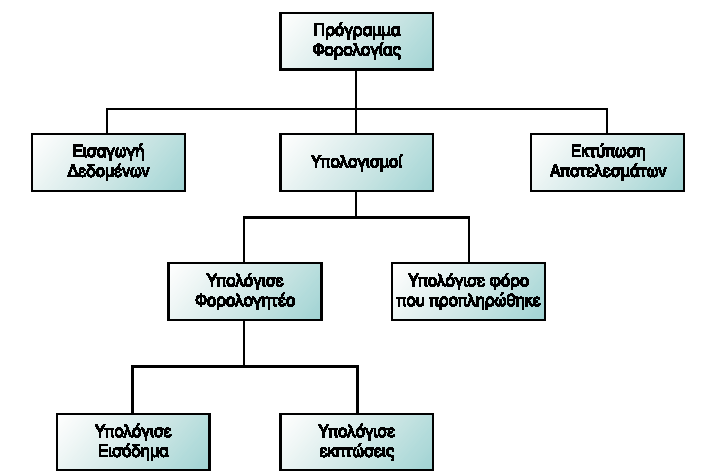 Πρόγραμμα
Φορολογίας
Εισαγωγή
Δεδομένων
Υπολογισμοί
Εκτύπωση
Αποτελεσμάτων
Υπολόγισε
Φορολογητέο
Υπολόγισε φόρο
που προπληρώθηκε
Υπολόγισε
Εισόδημα
Υπολόγισε
εκπτώσεις